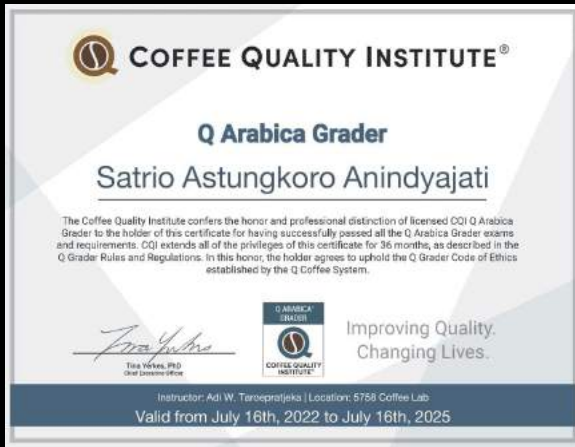 COFFEE QUALITY INSTITUTE®
Q Arabica Grader
Satrio Astungkoro Anindyajati
The Coffee Quality Institute confers the honor and professional distinction of licensed CQI Q Arabica
Grader to the holder of this certificate for having successfully passed all the Q Arabica Grader exams
and requirements. CQI extends all of the privileges of this certificate for 36 months, as described in the
Q Grader Rules and Regulations. In this honor, the holder agrees to uphold the Q Grader Code of Ethics
established by the Q Coffee System.
Tina Yerkes
Tina Yerkes, PhD
Chief Executive Officer
Q ARABICA®
GRADER
COFFEE QUALITY
INSTITUTE®
Improving Quality.
Changing Lives.
Instructor: Adi W. Taroepratjeka | Location: 5758 Coffee Lab
Valid from July 16th, 2022 to July 16th, 2025